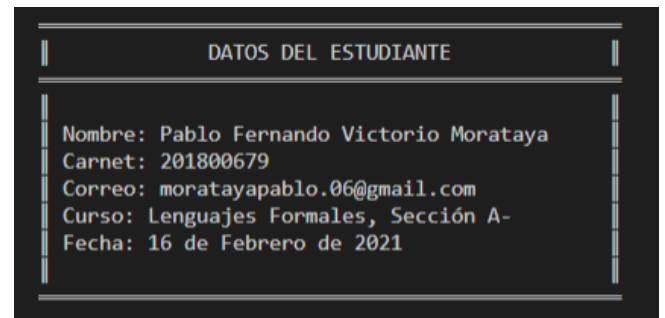 DATOS DEL ESTUDIANTE
Nombre: Pablo Fernando Victorio Morataya
Carnet: 201800679
Correo: moratayapablo.06@gmail.com
Curso: Lenguajes Formales, Sección A-
Fecha: 16 de Febrero de 2021